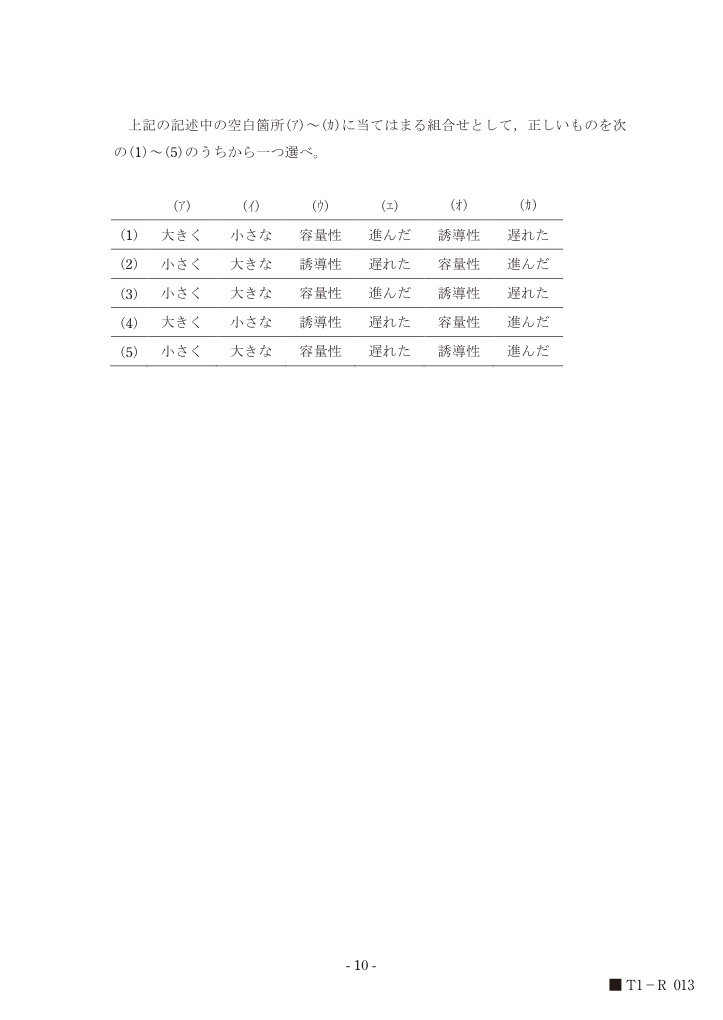 上記の記述中の空白箇所(ｱ)～(ｶ)に当てはまる組合せとして，正しいものを次
の(1)～(5)のうちから一つ選べ。
(ｱ) (ｲ) (ｳ) (ｴ) (ｵ) (ｶ)
(1) 大きく 小さな 容量性 進んだ 誘導性 遅れた
(2) 小さく 大きな 誘導性 遅れた 容量性 進んだ
(3) 小さく 大きな 容量性 進んだ 誘導性 遅れた
(4) 大きく 小さな 誘導性 遅れた 容量性 進んだ
(5) 小さく 大きな 容量性 遅れた 誘導性 進んだ
- 10 -
■ T1－R 013